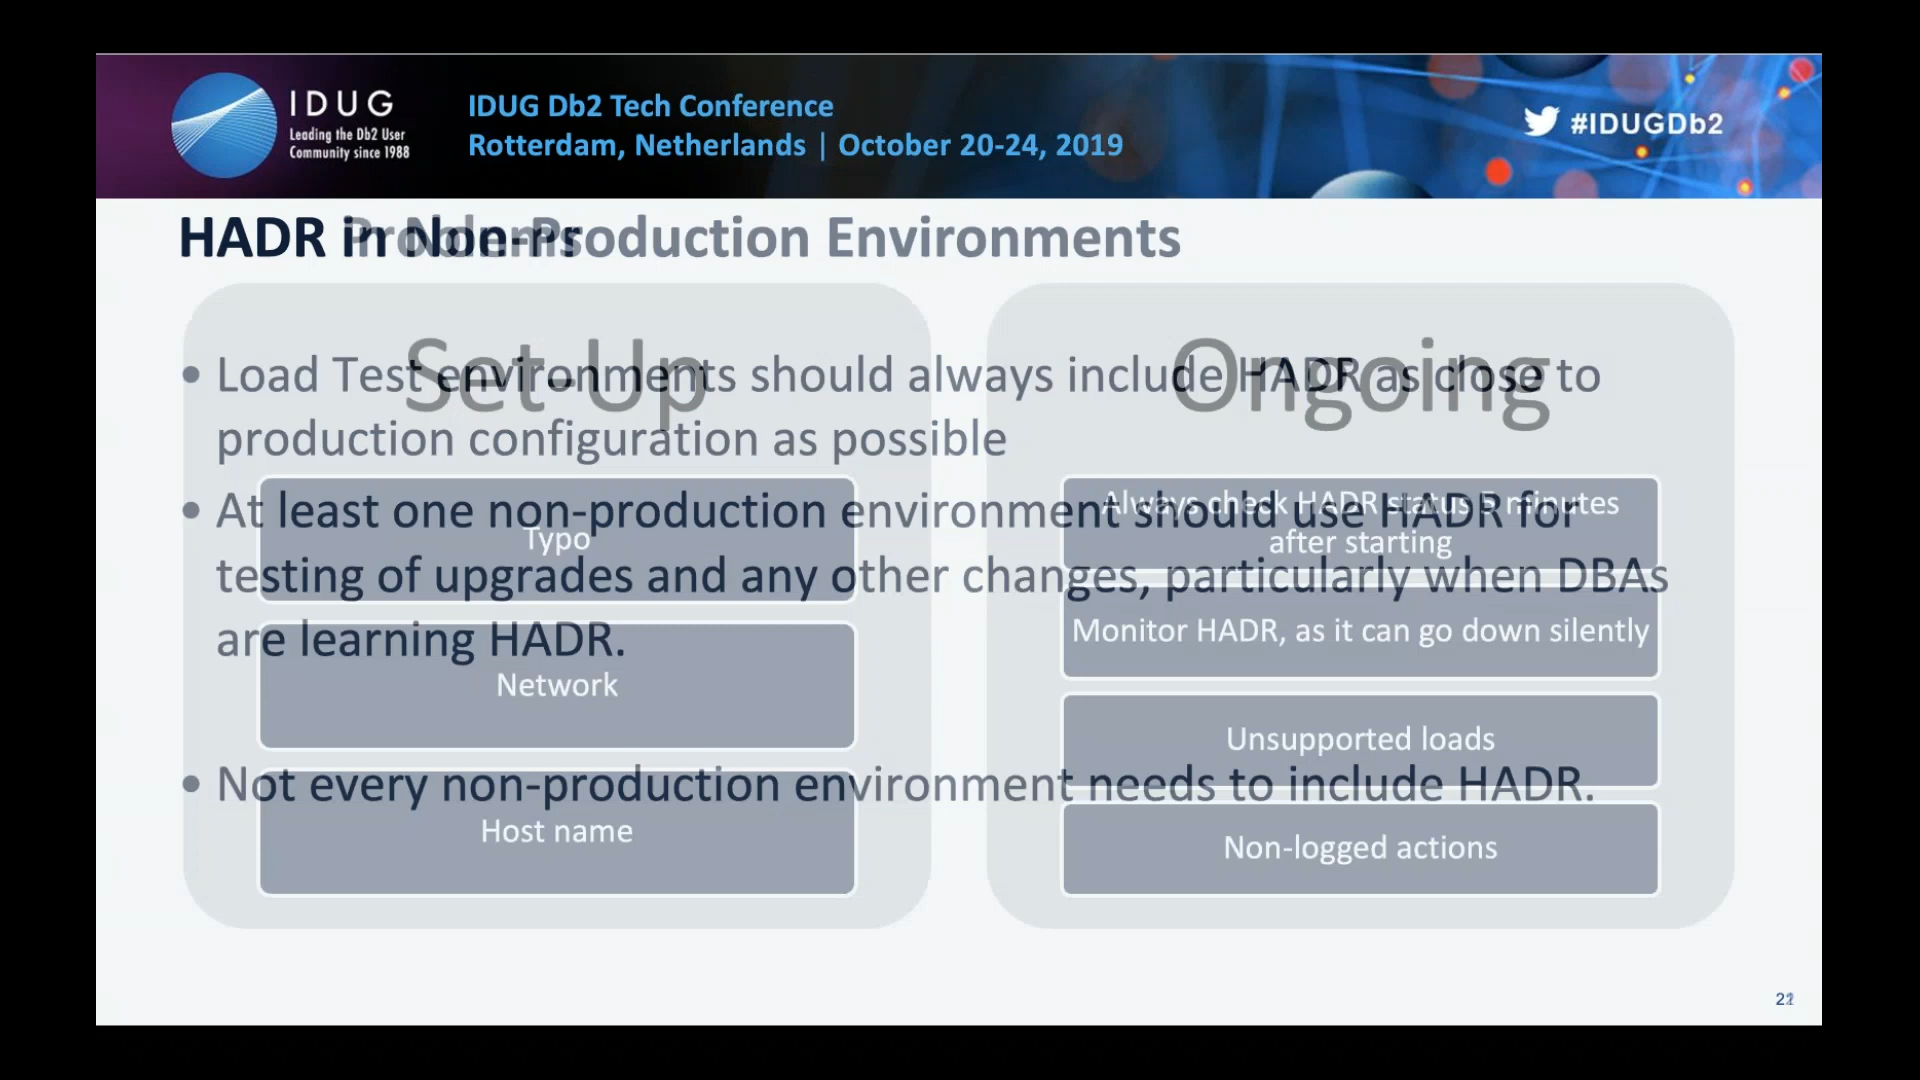 IDUG
Leading the Db2 User
Community since 1988
IDUG Db2 Tech Conference
Rotterdam, Netherlands | October 20-24, 2019
#IDUGDb2
HADR in Non-Production Environments
• Load Test environments should always include HADR as close to
production configuration as possible
• At least one non-production environment should use HADR for
testing of upgrades and any other changes, particularly when DBAs
are learning HADR.
• Not every non-production environment needs to include HADR.
HADR Problems
Set-Up
Typo
Network
Host name
Ongoing
Always check HADR status 5 minutes
after starting
Monitor HADR, as it can go down silently
Unsupported loads
Non-logged actions